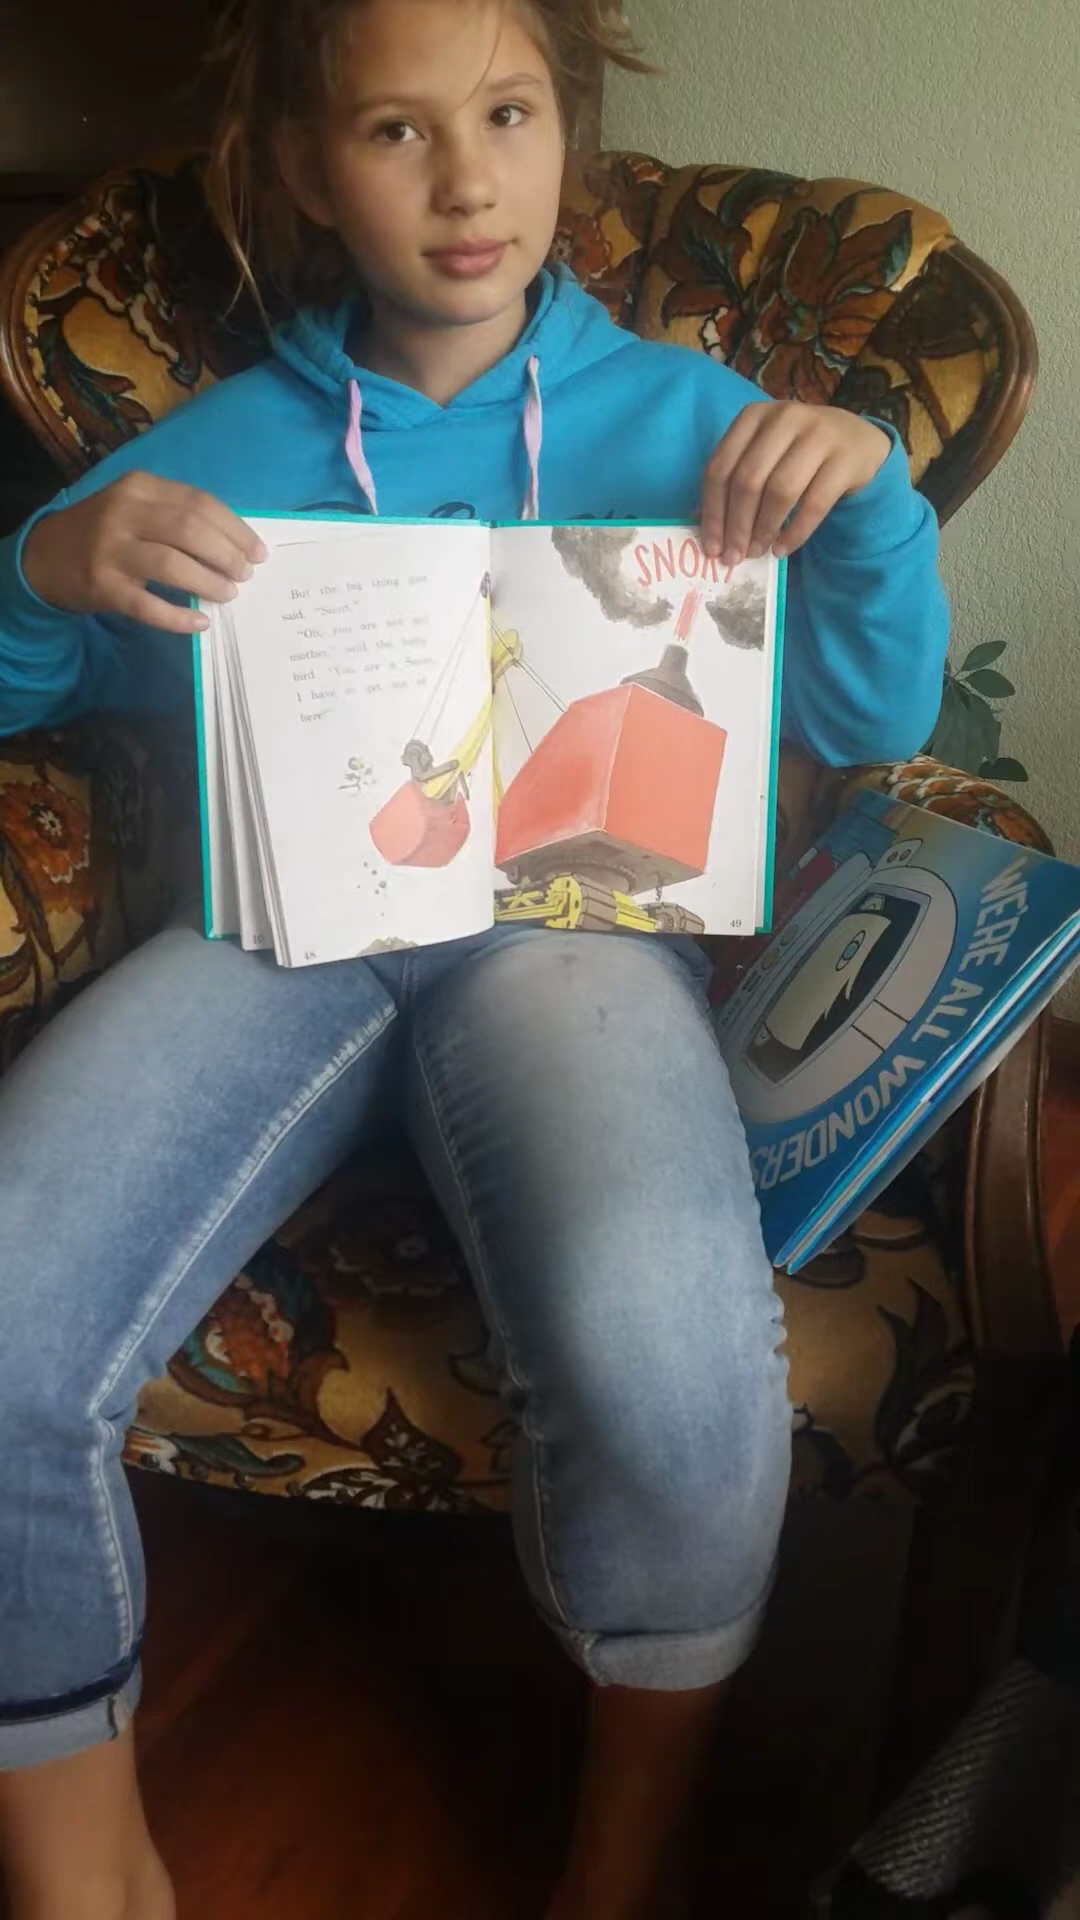 But the big thing just
said, "Snort."
"Oh, you are not my
mother," said the baby
bird. "You are a Snort.
I have to get out of
here!"
48
10
SNORT
49
WE'RE ALL WONDERS